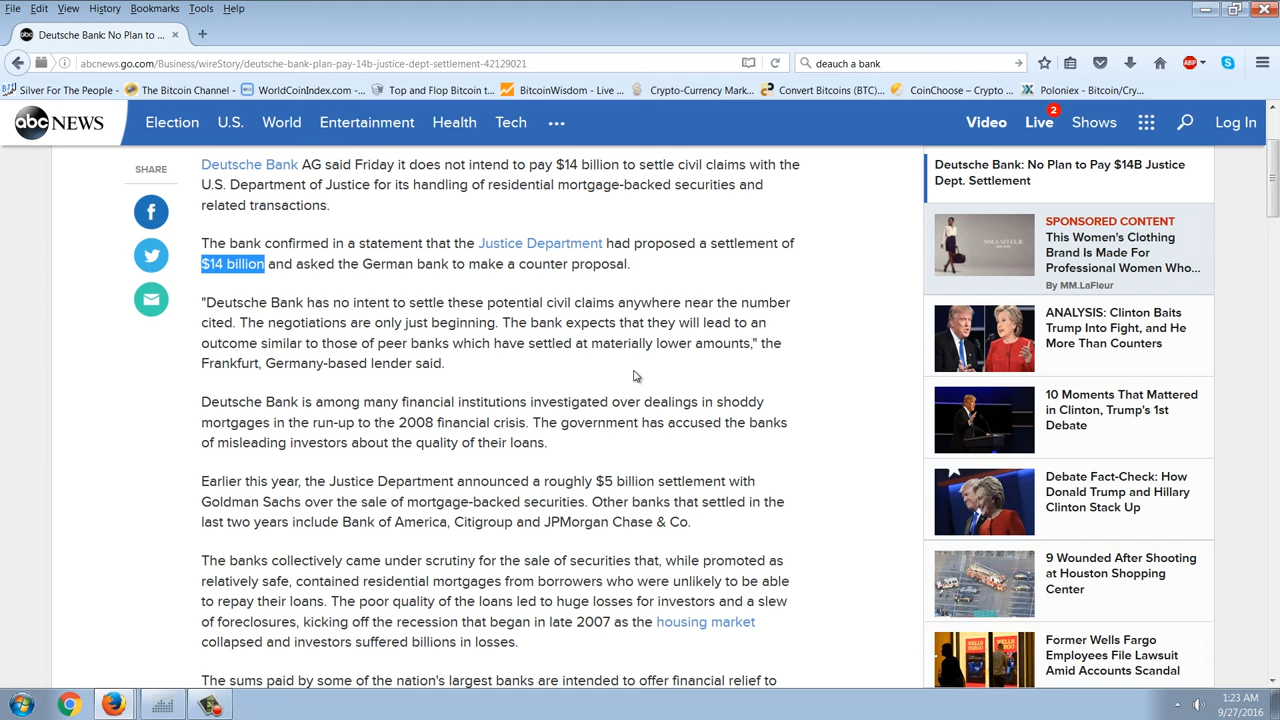 File Edit View History Bookmarks Tools Help
abc Deutsche Bank: No Plan to ... × +
abcnews.go.com/Business/wireStory/deutsche-bank-plan-pay-14b-justice-dept-settlement-42129021
deauch a bank
ABP
Silver For The People - The Bitcoin Channel - WorldCoinIndex.com -... Top and Flop Bitcoin t... BitcoinWisdom - Live ... Crypto-Currency Mark... Convert Bitcoins (BTC)... CoinChoose – Crypto ... Poloniex - Bitcoin/Cry...
abc NEWS Election U.S. World Entertainment Health Tech ... Video Live 2 Shows Log In
SHARE
Deutsche Bank AG said Friday it does not intend to pay $14 billion to settle civil claims with the
U.S. Department of Justice for its handling of residential mortgage-backed securities and
related transactions.
The bank confirmed in a statement that the Justice Department had proposed a settlement of
$14 billion and asked the German bank to make a counter proposal.
"Deutsche Bank has no intent to settle these potential civil claims anywhere near the number
cited. The negotiations are only just beginning. The bank expects that they will lead to an
outcome similar to those of peer banks which have settled at materially lower amounts," the
Frankfurt, Germany-based lender said.
Deutsche Bank is among many financial institutions investigated over dealings in shoddy
mortgages in the run-up to the 2008 financial crisis. The government has accused the banks
of misleading investors about the quality of their loans.
Earlier this year, the Justice Department announced a roughly $5 billion settlement with
Goldman Sachs over the sale of mortgage-backed securities. Other banks that settled in the
last two years include Bank of America, Citigroup and JPMorgan Chase & Co.
The banks collectively came under scrutiny for the sale of securities that, while promoted as
relatively safe, contained residential mortgages from borrowers who were unlikely to be able
to repay their loans. The poor quality of the loans led to huge losses for investors and a slew
of foreclosures, kicking off the recession that began in late 2007 as the housing market
collapsed and investors suffered billions in losses.
The sums paid by some of the nation's largest banks are intended to offer financial relief to
Deutsche Bank: No Plan to Pay $14B Justice
Dept. Settlement
SPONSORED CONTENT
This Women's Clothing
Brand Is Made For
Professional Women Who...
By MM.LaFleur
MM.LAFLEUR
ANALYSIS: Clinton Baits
Trump Into Fight, and He
More Than Counters
10 Moments That Mattered
in Clinton, Trump's 1st
Debate
Debate Fact-Check: How
Donald Trump and Hillary
Clinton Stack Up
9 Wounded After Shooting
at Houston Shopping
Center
Former Wells Fargo
Employees File Lawsuit
Amid Accounts Scandal
1:23 AM
9/27/2016